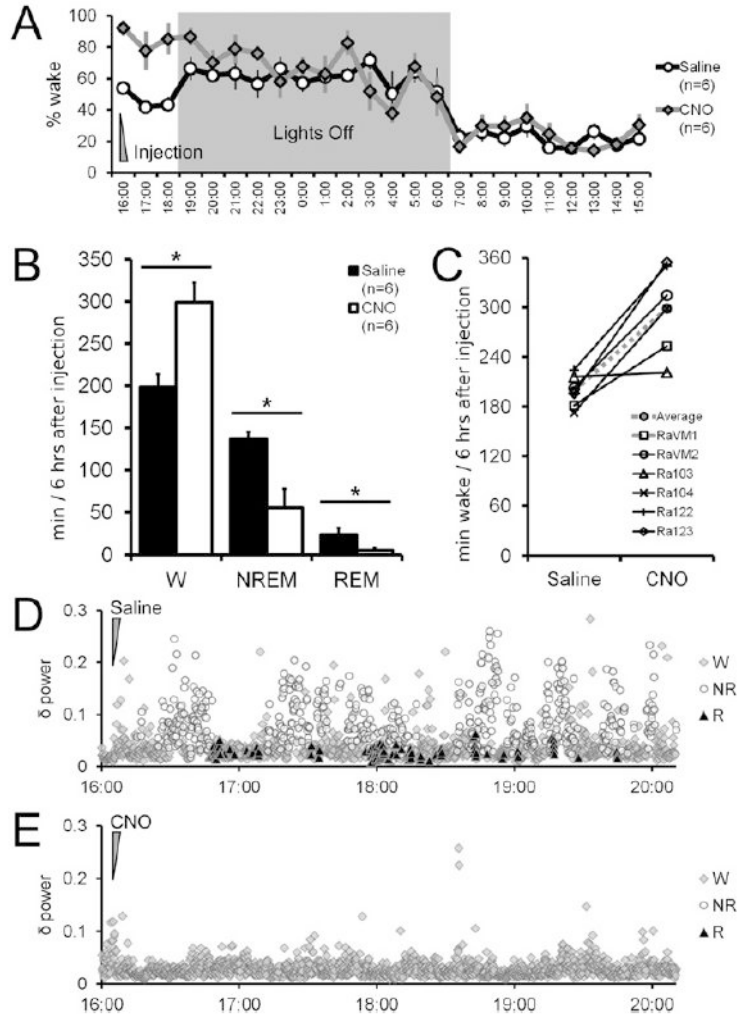 A
100
80
60
40
20
0
% wake
Injection
Lights Off
Saline
(n=6)
CNO
(n=6)
16:00
17:00
18:00
19:00
20:00
21:00
22:00
23:00
0:00
1:00
2:00
3:00
4:00
5:00
6:00
7:00
8:00
9:00
10:00
11:00
12:00
13:00
14:00
15:00
B
350
300
250
200
150
100
50
0
min / 6 hrs after injection
*
*
*
Saline
(n=6)
CNO
(n=6)
W
NREM
REM
C
360
300
240
180
120
60
0
min wake / 6 hrs after injection
Average
RaVM1
RaVM2
Ra103
Ra104
Ra122
Ra123
Saline
CNO
D
Saline
0.3
0.2
0.1
0
δ power
16:00
17:00
18:00
19:00
20:00
W
NR
R
E
CNO
0.3
0.2
0.1
0
δ power
16:00
17:00
18:00
19:00
20:00
W
NR
R